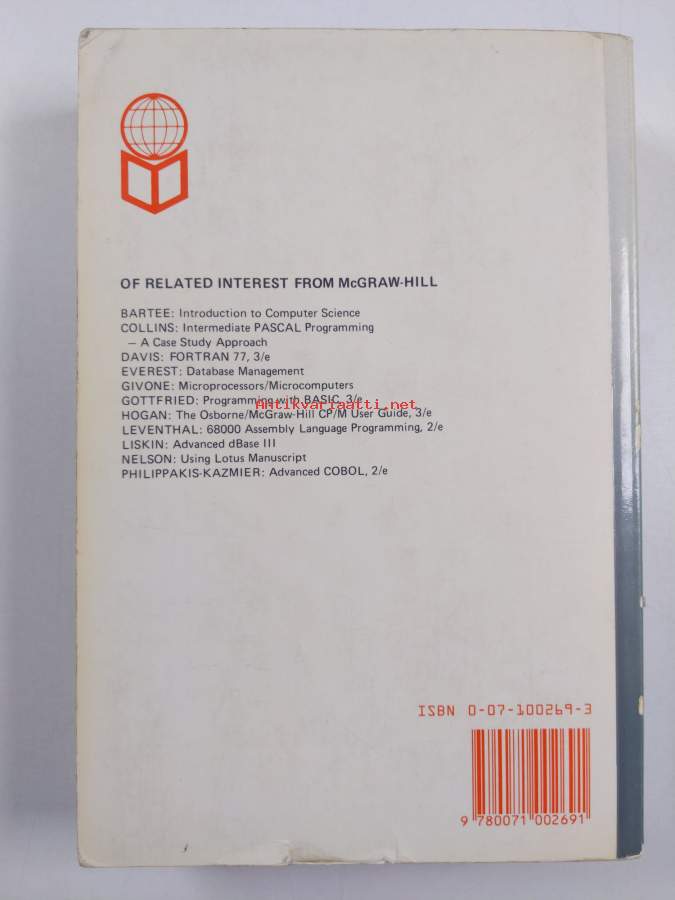 OF RELATED INTEREST FROM McGRAW-HILL
BARTEE: Introduction to Computer Science
COLLINS: Intermediate PASCAL Programming
– A Case Study Approach
DAVIS: FORTRAN 77, 3/e
EVEREST: Database Management
GIVONE: Microprocessors/Microcomputers
GOTTFRIED: Programming with BASIC, 3/e
Antikvariaatti.net
HOGAN: The Osborne/McGraw-Hill CP/M User Guide, 3/e
LEVENTHAL: 68000 Assembly Language Programming, 2/e
LISKIN: Advanced dBase III
NELSON: Using Lotus Manuscript
PHILIPPAKIS-KAZMIER: Advanced COBOL, 2/e
ISBN 0-07-100269-3
9 780071 002691